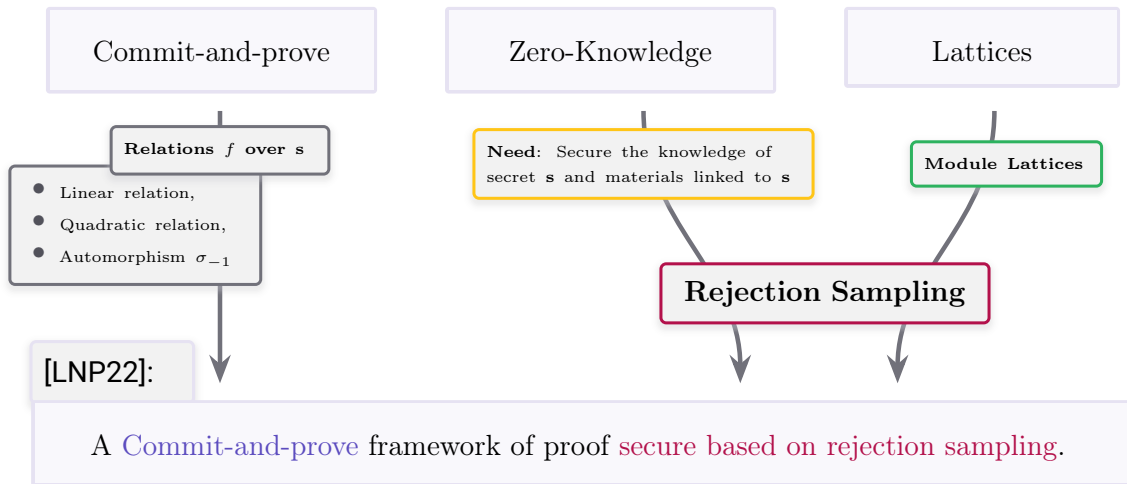 Commit-and-prove
Zero-Knowledge
Lattices
Relations f over s
Linear relation,
Quadratic relation,
Automorphism σ₋₁
Need: Secure the knowledge of
secret s and materials linked to s
Module Lattices
Rejection Sampling
[LNP22]:
A Commit-and-prove framework of proof secure based on rejection sampling.